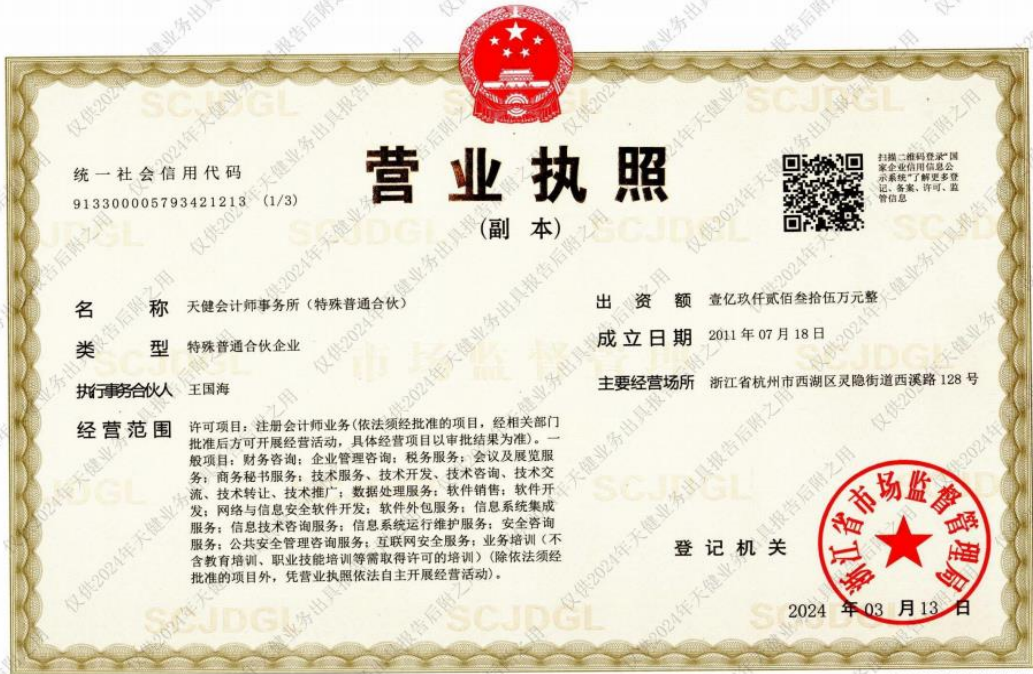 营业执照
(副 本)
统一社会信用代码
913300005793421213 (1/3)
扫描二维码登录“国
家企业信用信息公
示系统”了解更多登
记、备案、许可、监
管信息
名 称 天健会计师事务所（特殊普通合伙）
类 型 特殊普通合伙企业
执行事务合伙人 王国海
经营范围 许可项目：注册会计师业务(依法须经批准的项目，经相关部门
批准后方可开展经营活动，具体经营项目以审批结果为准)。一
般项目：财务咨询；企业管理咨询；税务服务；会议及展览服
务；商务秘书服务；技术服务、技术开发、技术咨询、技术交
流、技术转让、技术推广；数据处理服务；软件销售；软件开
发；网络与信息安全软件开发；软件外包服务；信息系统集成
服务；信息技术咨询服务；信息系统运行维护服务；安全咨询
服务；公共安全管理咨询服务；互联网安全服务；业务培训（不
含教育培训、职业技能培训等需取得许可的培训）(除依法须经
批准的项目外，凭营业执照依法自主开展经营活动)。
出 资 额 壹亿玖仟贰佰叁拾伍万元整
成立日期 2011 年 07 月 18 日
主要经营场所 浙江省杭州市西湖区灵隐街道西溪路 128 号
登记机关
浙江省市场监督管理局
2024 年 03 月 13 日
SCJDGL
市场监督管理
仅供2024年天健业务出具报告后附之用